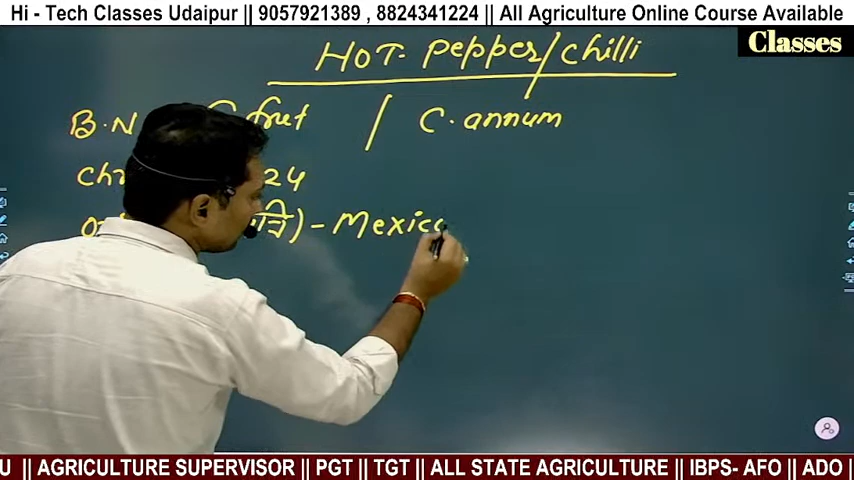 Hi - Tech Classes Udaipur || 9057921389 , 8824341224 || All Agriculture Online Course Available
Classes
HOT- Pepper/chilli
B.N / C. annum
24
- Mexico
U || AGRICULTURE SUPERVISOR || PGT || TGT || ALL STATE AGRICULTURE || IBPS- AFO || ADO ||